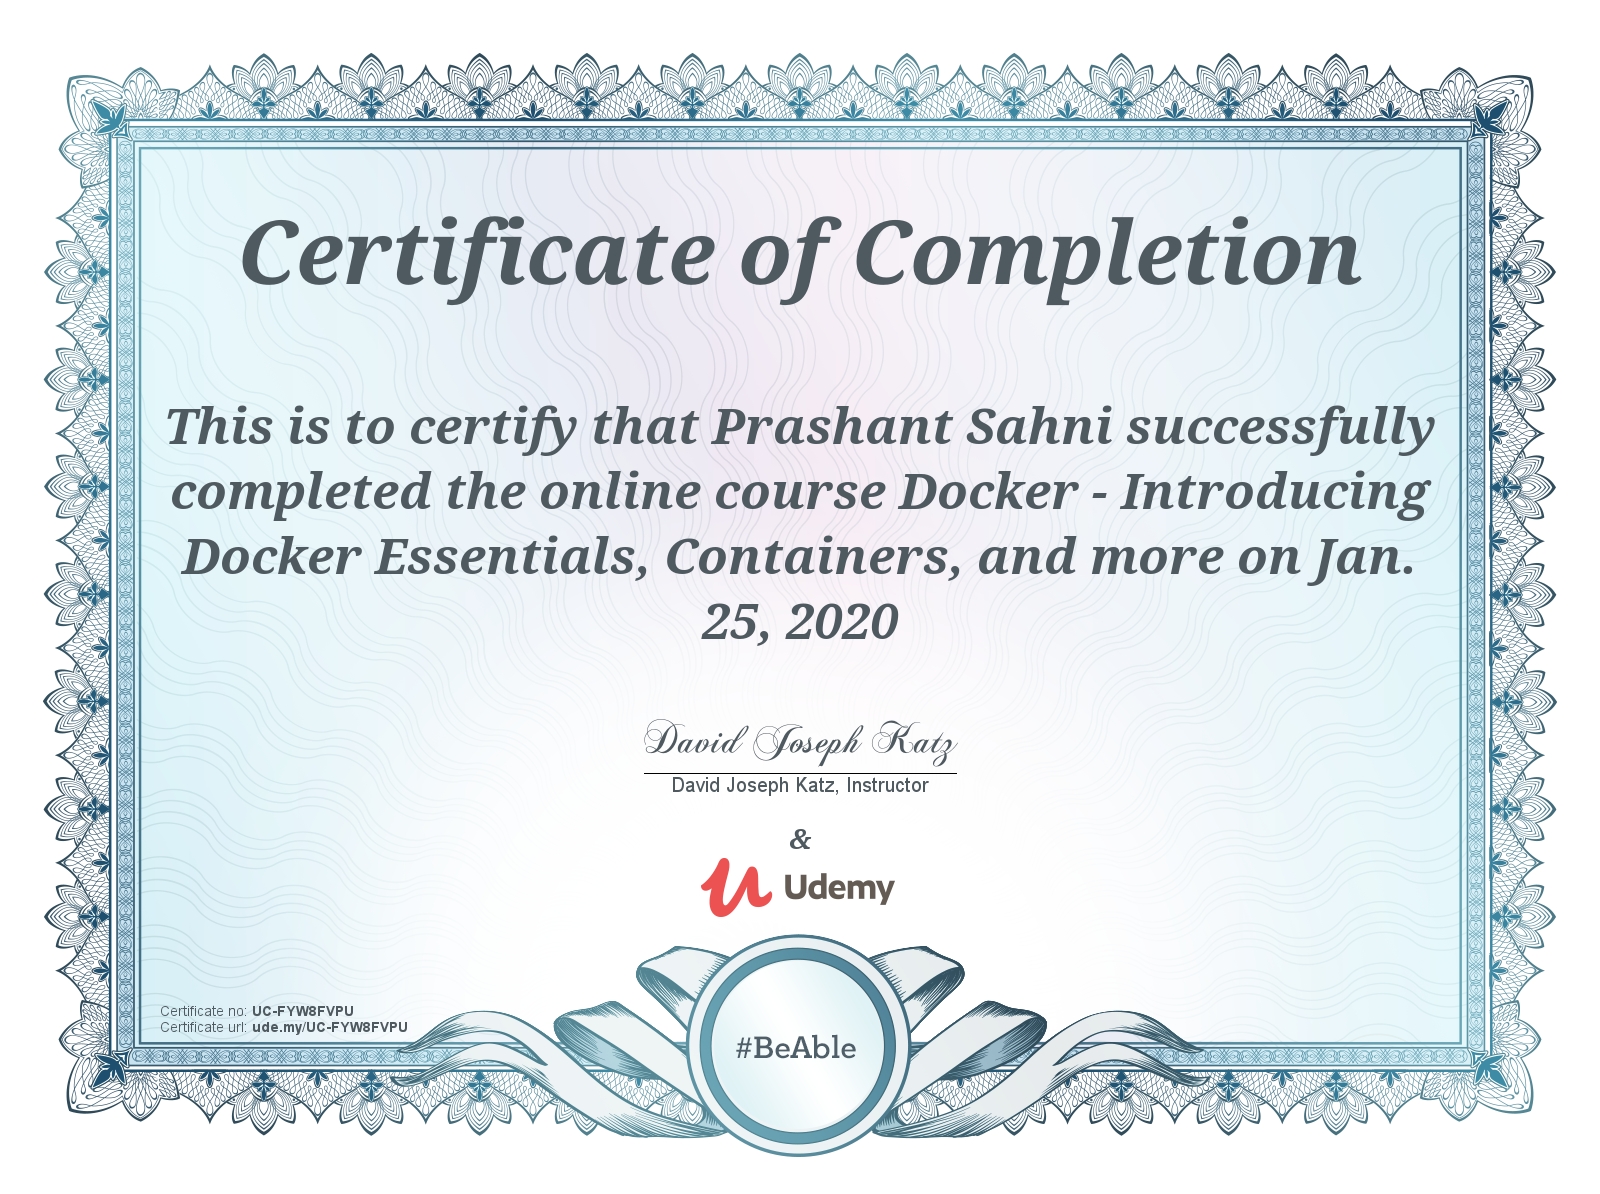 Certificate of Completion
This is to certify that Prashant Sahni successfully
completed the online course Docker - Introducing
Docker Essentials, Containers, and more on Jan.
25, 2020
David Joseph Katz
David Joseph Katz, Instructor
&
Udemy
Certificate no: UC-FYW8FVPU
Certificate url: ude.my/UC-FYW8FVPU
#BeAble